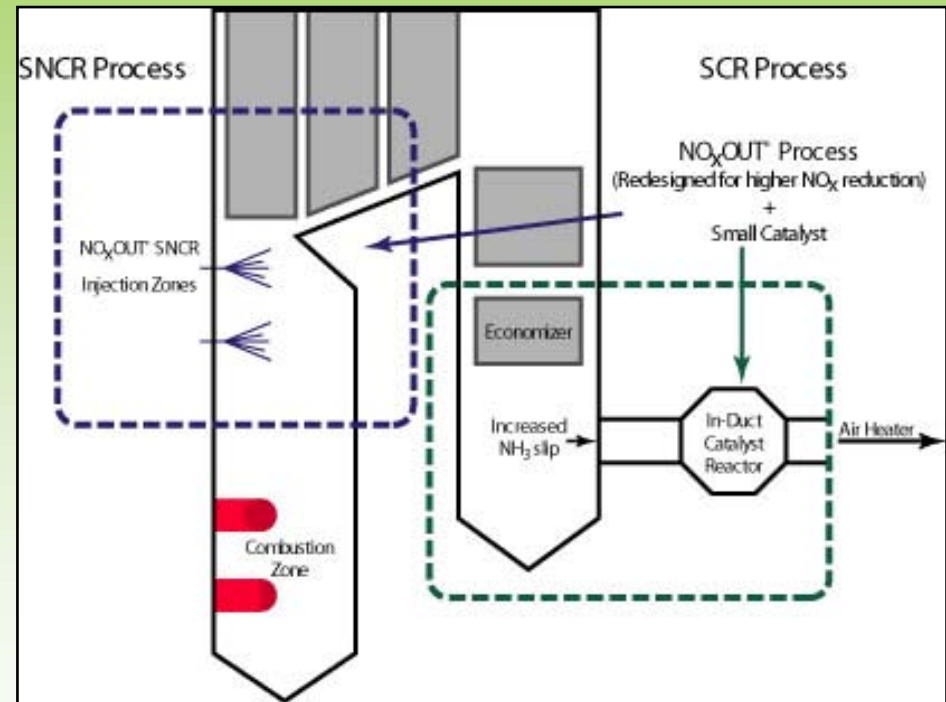 SNCR Process
SCR Process
NOXOUT® Process
(Redesigned for higher NOX reduction)
+
Small Catalyst
NOXOUT® SNCR
Injection Zones
Economizer
Increased
NH3 slip
In-Duct
Catalyst
Reactor
Air Heater
Combustion
Zone